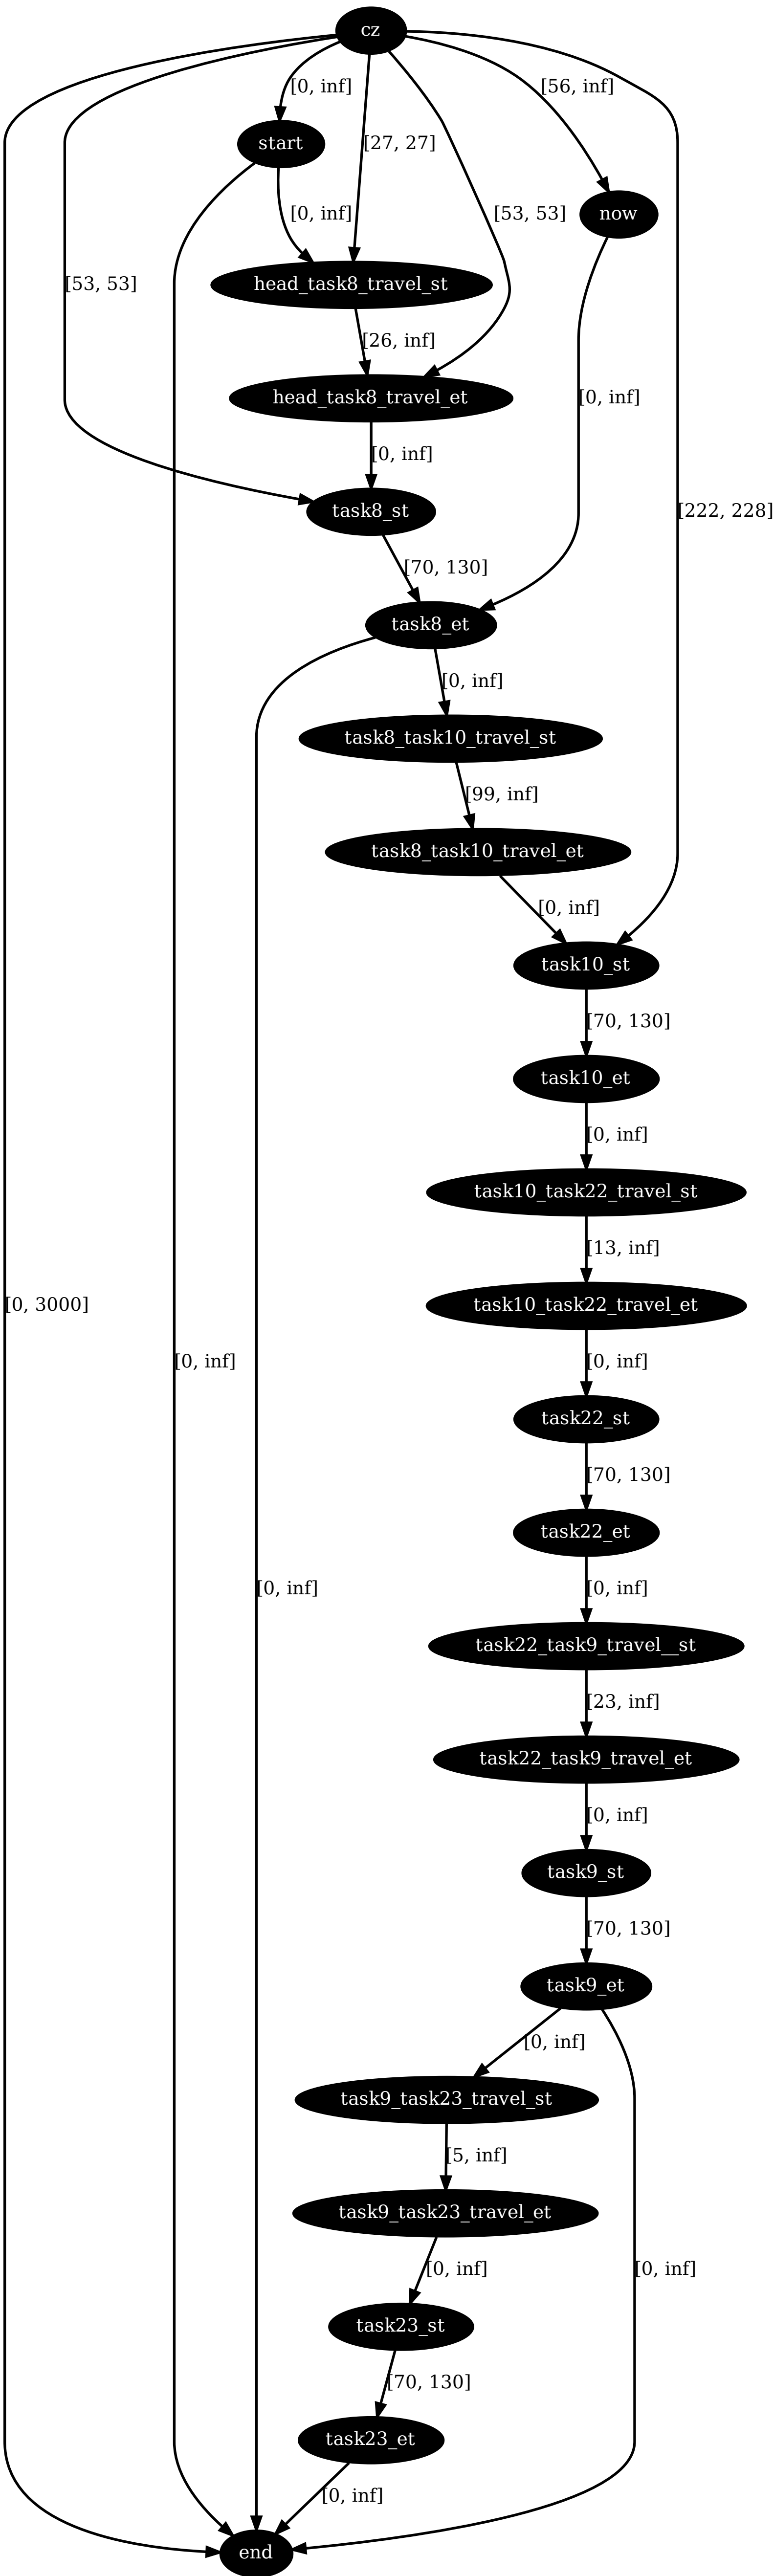 cz
[0, inf]
[56, inf]
start
[27, 27]
now
[0, inf]
[53, 53]
[53, 53]
head_task8_travel_st
[26, inf]
head_task8_travel_et
[0, inf]
[0, inf]
task8_st
[222, 228]
[70, 130]
task8_et
[0, inf]
task8_task10_travel_st
[99, inf]
task8_task10_travel_et
[0, inf]
task10_st
[70, 130]
task10_et
[0, inf]
task10_task22_travel_st
[13, inf]
[0, 3000]
task10_task22_travel_et
[0, inf]
[0, inf]
task22_st
[70, 130]
task22_et
[0, inf]
[0, inf]
task22_task9_travel__st
[23, inf]
task22_task9_travel_et
[0, inf]
task9_st
[70, 130]
task9_et
[0, inf]
task9_task23_travel_st
[5, inf]
task9_task23_travel_et
[0, inf]
[0, inf]
task23_st
[70, 130]
task23_et
[0, inf]
end